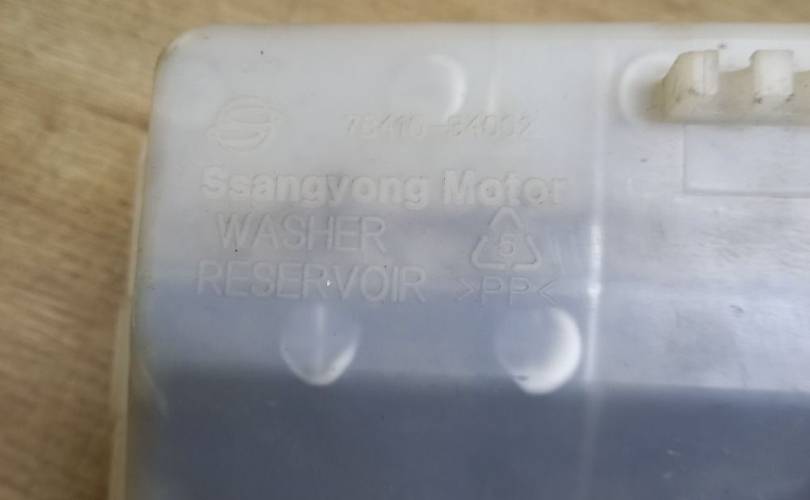 Ssangyong Motor
WASHER
5
RESERVOIR
>PP<